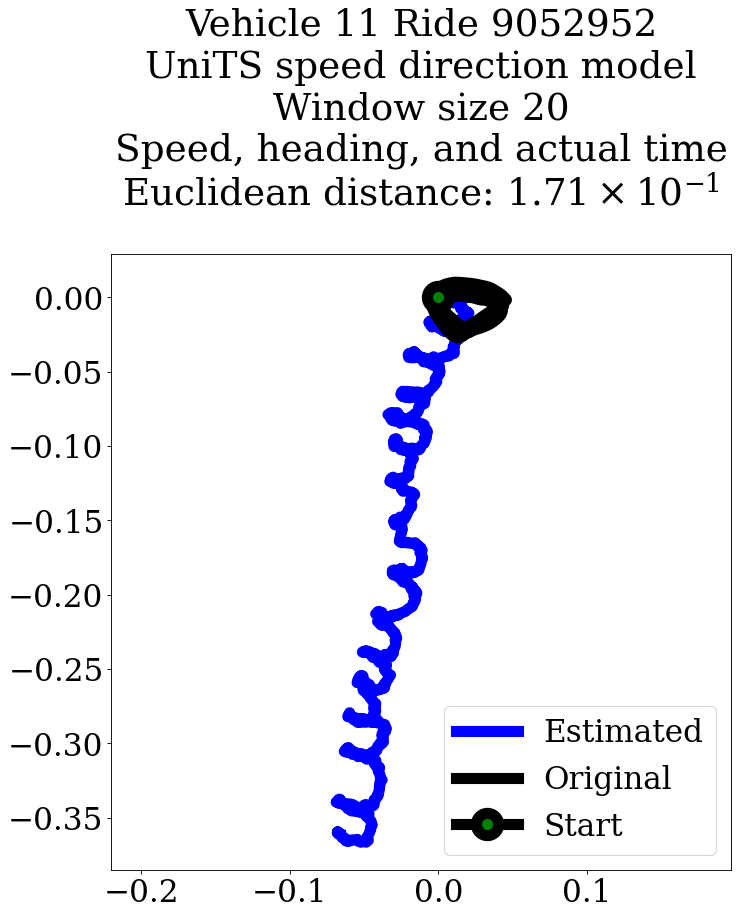 Vehicle 11 Ride 9052952
UniTS speed direction model
Window size 20
Speed, heading, and actual time
Euclidean distance: 1.71 × 10⁻¹
0.00
−0.05
−0.10
−0.15
−0.20
−0.25
−0.30
−0.35
Estimated
Original
Start
−0.2
−0.1
0.0
0.1